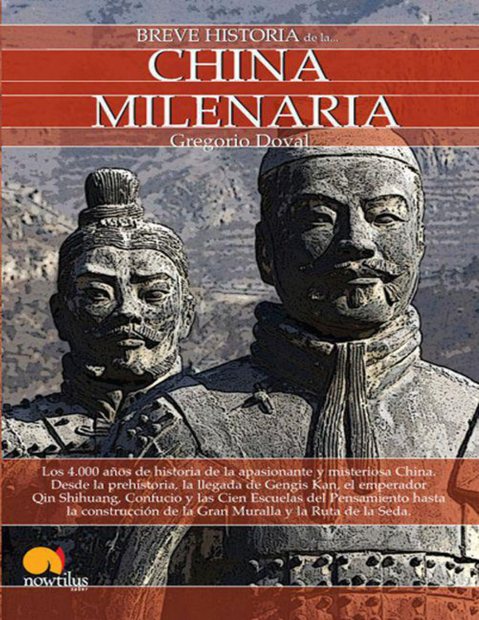 BREVE HISTORIA de la...
CHINA
MILENARIA
Gregorio Doval
Los 4.000 años de historia de la apasionante y misteriosa China.
Desde la prehistoria, la llegada de Gengis Kan, el emperador
Qin Shihuang, Confucio y las Cien Escuelas del Pensamiento hasta
la construcción de la Gran Muralla y la Ruta de la Seda.
nowtilus
saber